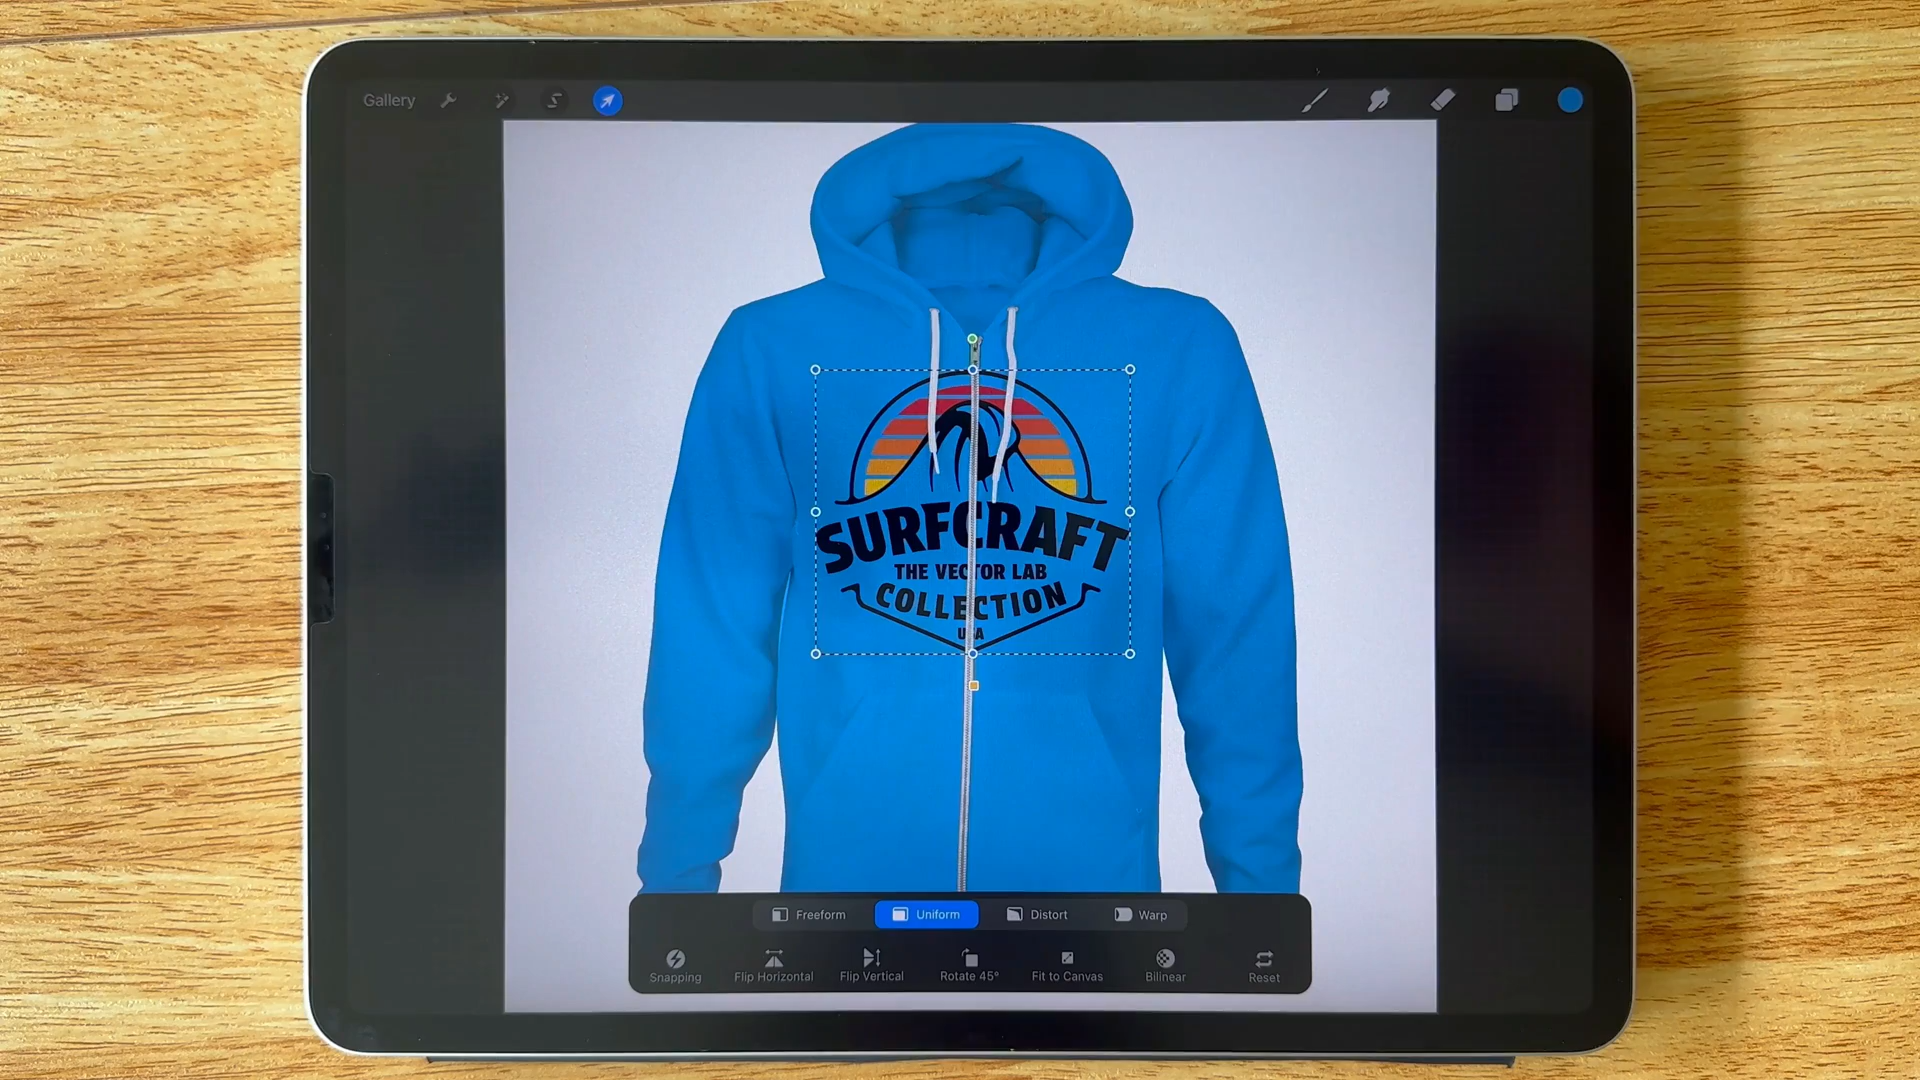 Gallery
SURFCRAFT
THE VECTOR LAB
COLLECTION
USA
Freeform
Uniform
Distort
Warp
Snapping
Flip Horizontal
Flip Vertical
Rotate 45°
Fit to Canvas
Bilinear
Reset